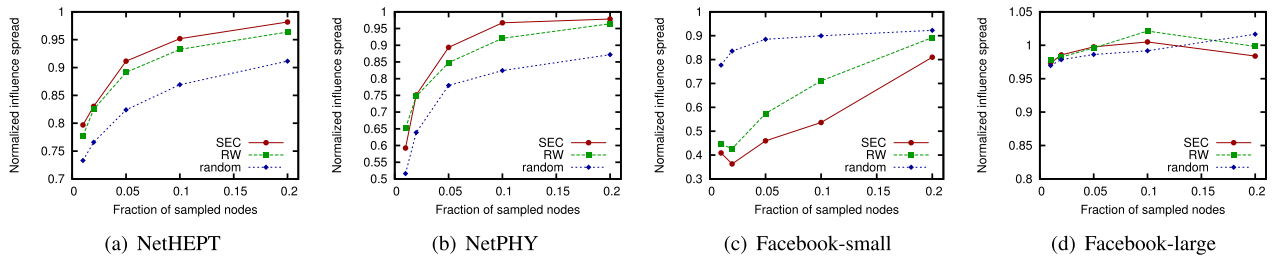 Normalized influence spread
1
0.95
0.9
0.85
0.8
0.75
0.7
0 0.05 0.1 0.15 0.2
SEC
RW
random
Fraction of sampled nodes
(a) NetHEPT
Normalized influence spread
1
0.95
0.9
0.85
0.8
0.75
0.7
0.65
0.6
0.55
0.5
0 0.05 0.1 0.15 0.2
SEC
RW
random
Fraction of sampled nodes
(b) NetPHY
Normalized influence spread
1
0.9
0.8
0.7
0.6
0.5
0.4
0.3
0 0.05 0.1 0.15 0.2
SEC
RW
random
Fraction of sampled nodes
(c) Facebook-small
Normalized influence spread
1.05
1
0.95
0.9
0.85
0.8
0 0.05 0.1 0.15 0.2
SEC
RW
random
Fraction of sampled nodes
(d) Facebook-large